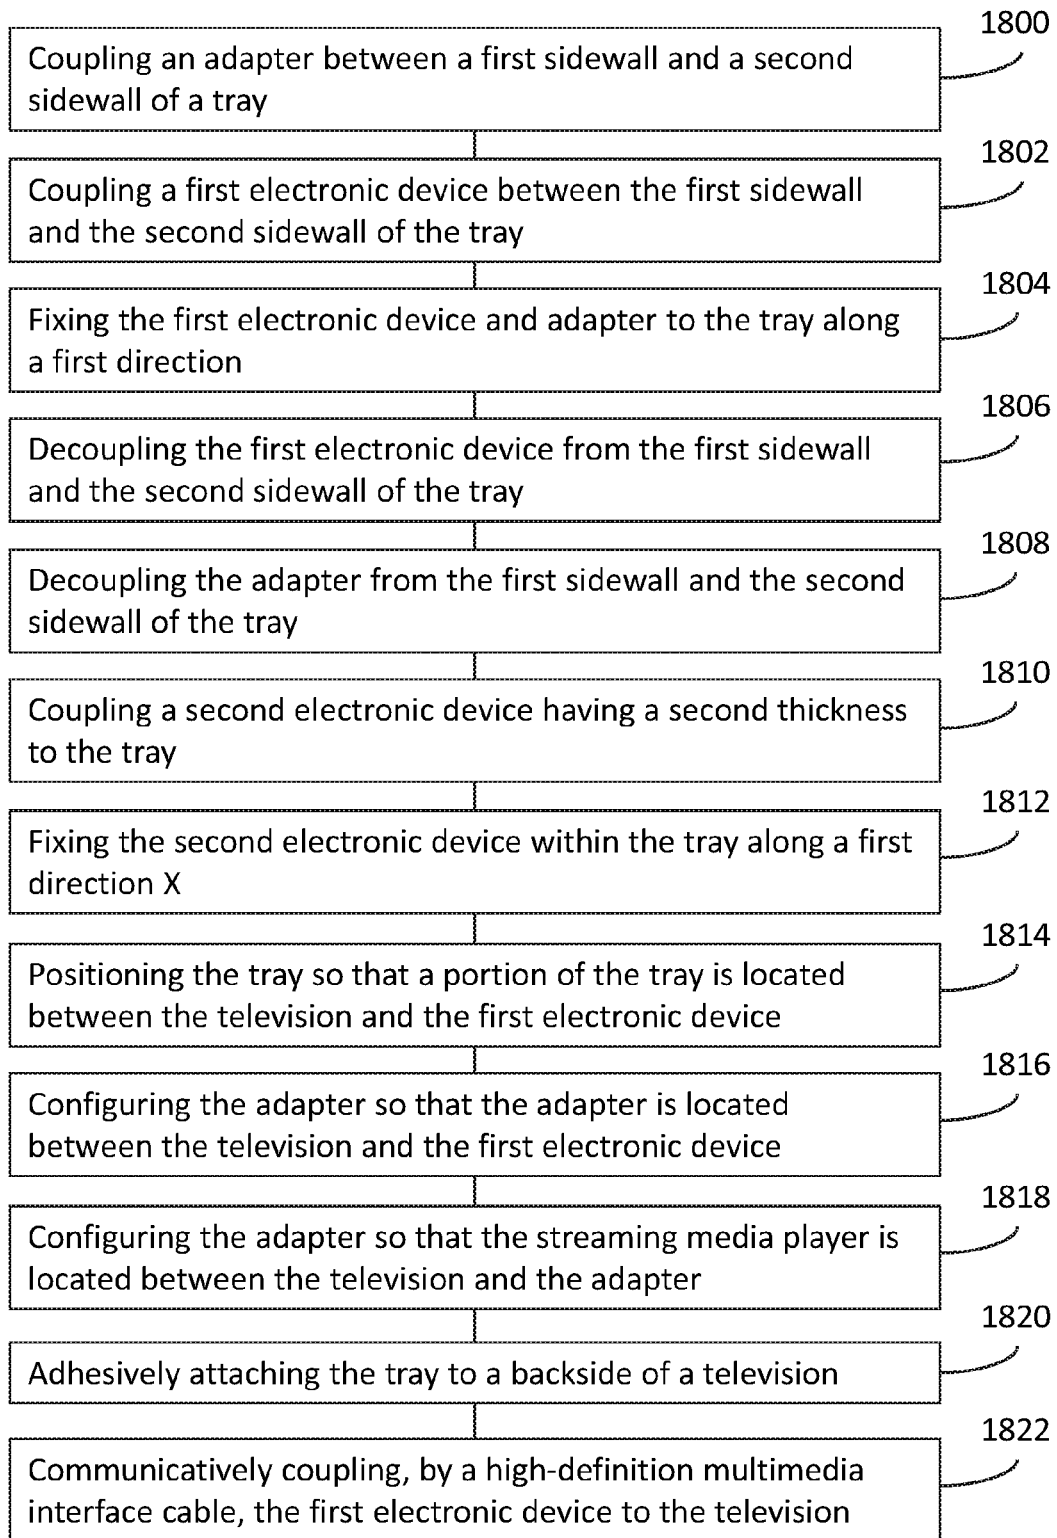 1800
Coupling an adapter between a first sidewall and a second
sidewall of a tray
1802
Coupling a first electronic device between the first sidewall
and the second sidewall of the tray
1804
Fixing the first electronic device and adapter to the tray along
a first direction
1806
Decoupling the first electronic device from the first sidewall
and the second sidewall of the tray
1808
Decoupling the adapter from the first sidewall and the second
sidewall of the tray
1810
Coupling a second electronic device having a second thickness
to the tray
1812
Fixing the second electronic device within the tray along a first
direction X
1814
Positioning the tray so that a portion of the tray is located
between the television and the first electronic device
1816
Configuring the adapter so that the adapter is located
between the television and the first electronic device
1818
Configuring the adapter so that the streaming media player is
located between the television and the adapter
1820
Adhesively attaching the tray to a backside of a television
1822
Communicatively coupling, by a high-definition multimedia
interface cable, the first electronic device to the television